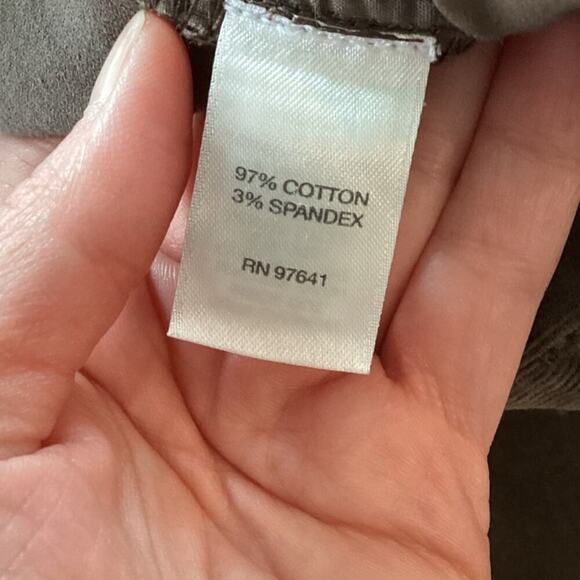 97% COTTON
3% SPANDEX
RN 97641